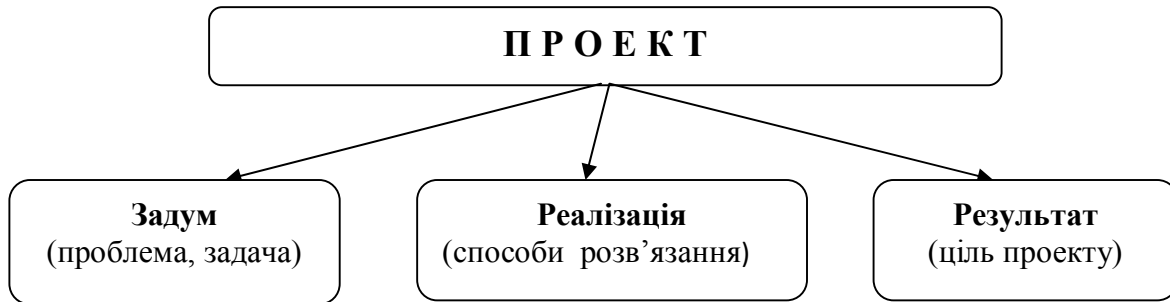 П Р О Е К Т
Задум
(проблема, задача)
Реалізація
(способи розв’язання)
Результат
(ціль проекту)